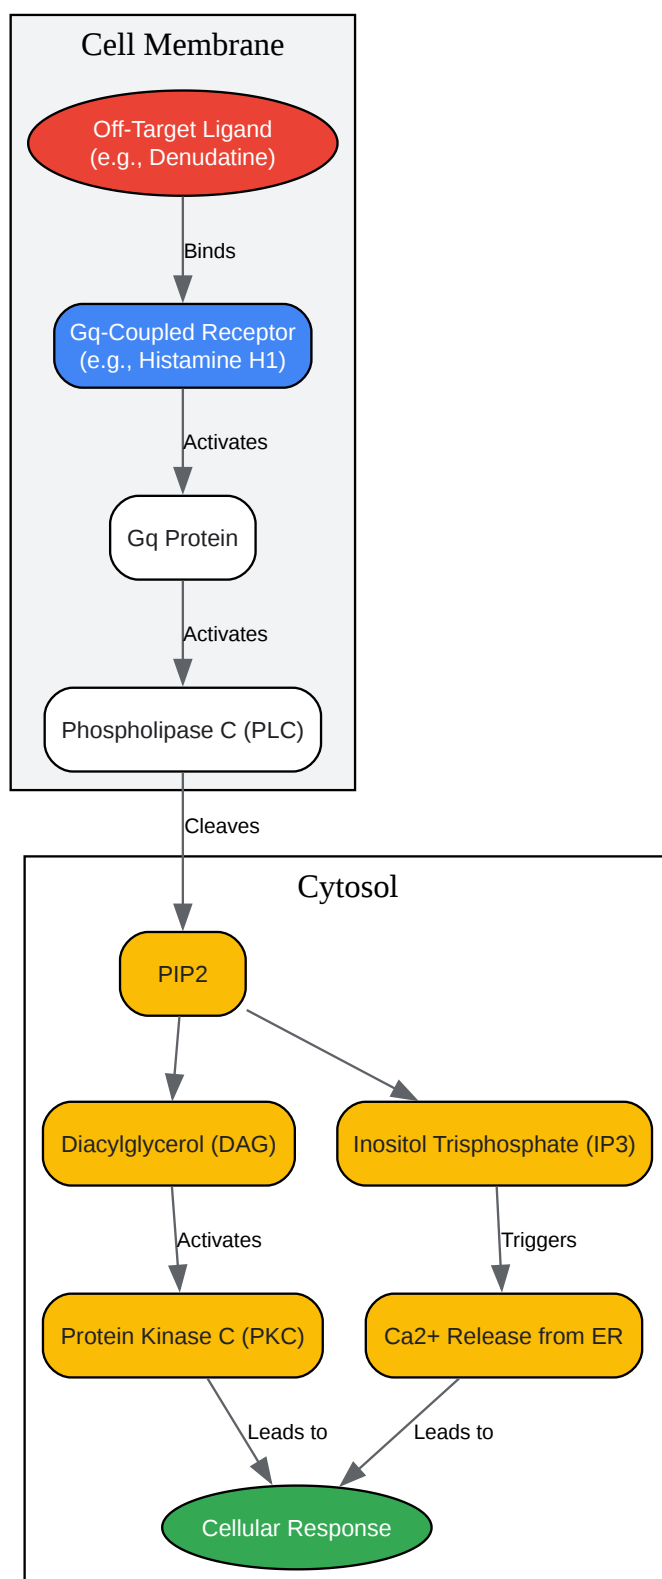 Cell Membrane
Off-Target Ligand
(e.g., Denudatine)
Binds
Gq-Coupled Receptor
(e.g., Histamine H1)
Activates
Gq Protein
Activates
Phospholipase C (PLC)
Cleaves
Cytosol
PIP2
Diacylglycerol (DAG)
Inositol Trisphosphate (IP3)
Activates
Triggers
Protein Kinase C (PKC)
Ca2+ Release from ER
Leads to
Leads to
Cellular Response